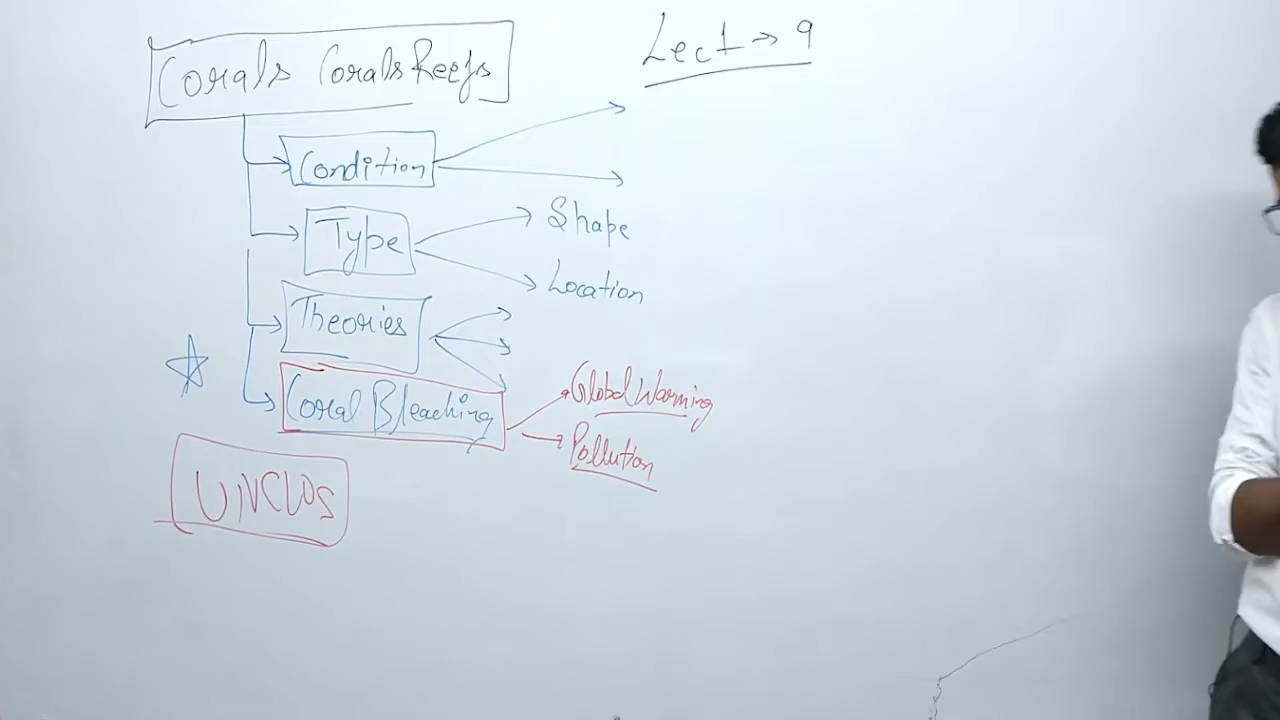 Corals Corals Reefs
Lect → 9
Condition
Type
Shape
Location
Theories
Coral Bleaching
Global Warming
Pollution
UNCLOS